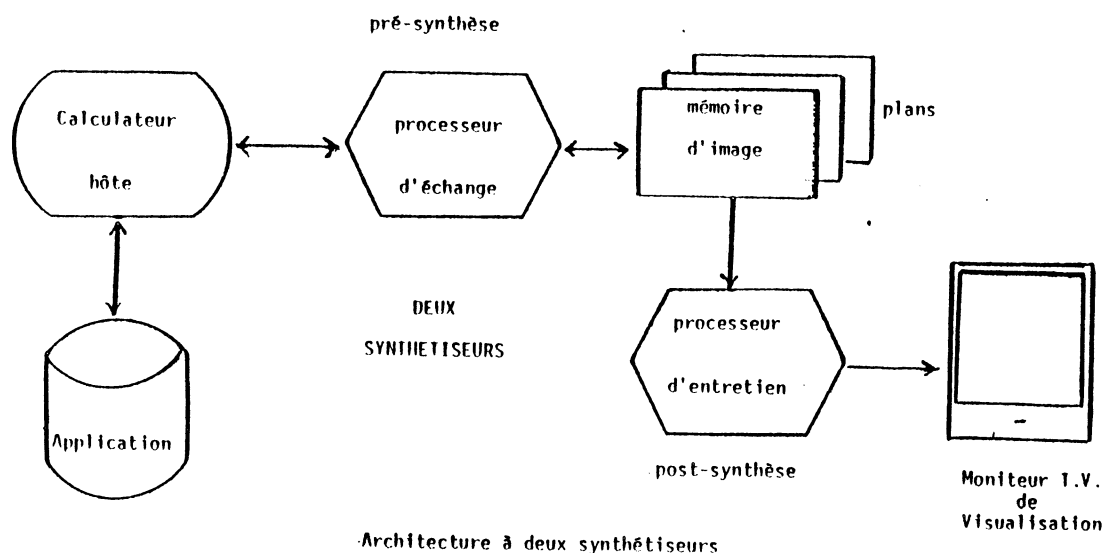 pré-synthèse
Calculateur
hôte
processeur
d'échange
mémoire
d'image
plans
DEUX
SYNTHETISEURS
processeur
d'entretien
Application
post-synthèse
Moniteur T.V.
de
Visualisation
Architecture à deux synthétiseurs